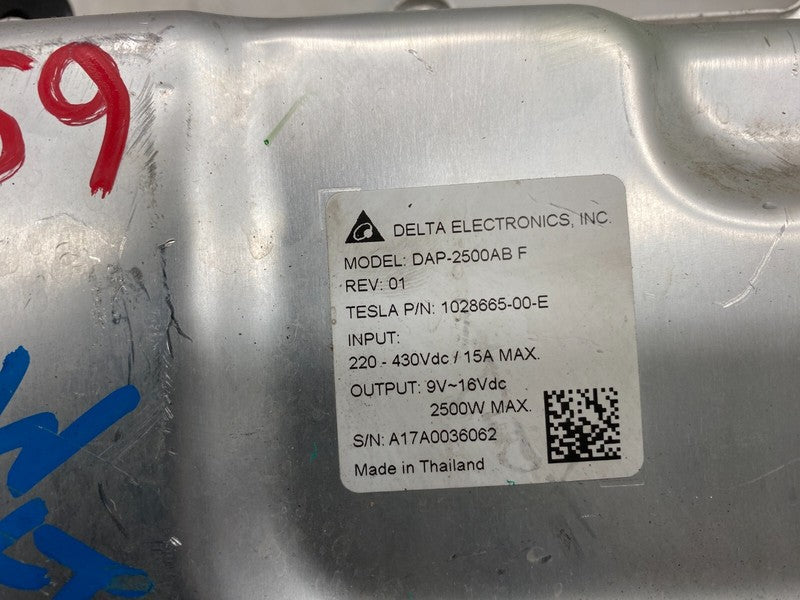 59
DELTA ELECTRONICS, INC.
MODEL: DAP-2500AB F
REV: 01
TESLA P/N: 1028665-00-E
INPUT:
220 - 430Vdc / 15A MAX.
OUTPUT: 9V~16Vdc
2500W MAX.
S/N: A17A0036062
Made in Thailand